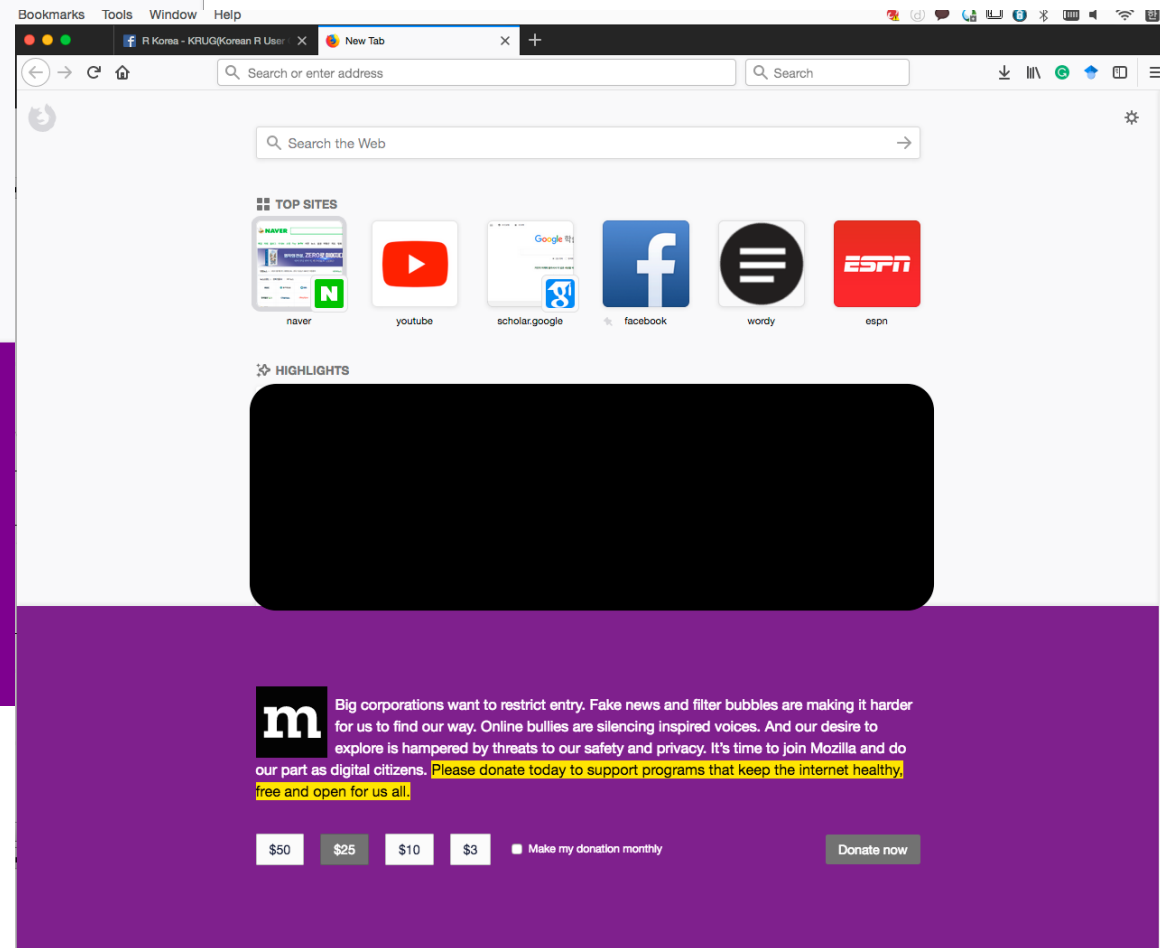 Bookmarks Tools Window Help
R Korea - KRUG(Korean R User
New Tab
Search or enter address
Search
Search the Web
TOP SITES
NAVER
Google 학
N
ESPN
naver
youtube
scholar.google
facebook
wordy
espn
HIGHLIGHTS
m
Big corporations want to restrict entry. Fake news and filter bubbles are making it harder
for us to find our way. Online bullies are silencing inspired voices. And our desire to
explore is hampered by threats to our safety and privacy. It's time to join Mozilla and do
our part as digital citizens. Please donate today to support programs that keep the internet healthy,
free and open for us all.
$50 $25 $10 $3 Make my donation monthly Donate now